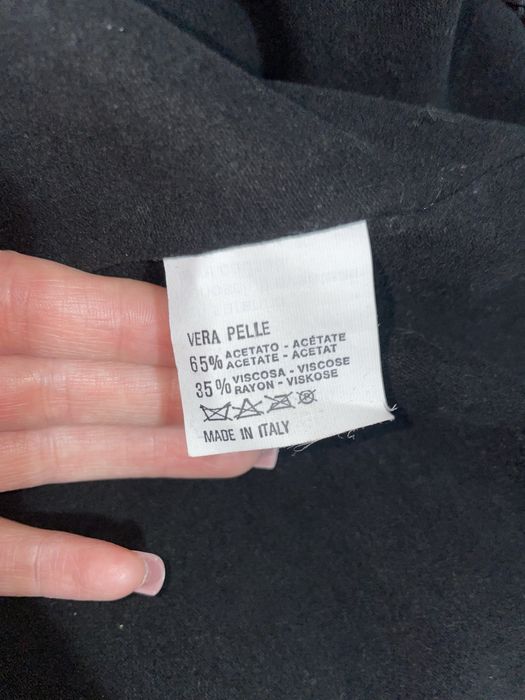 VERA PELLE
65% ACETATO - ACÉTATE
ACETATE - ACETAT
35% VISCOSA - VISCOSE
RAYON - VISKOSE
MADE IN ITALY